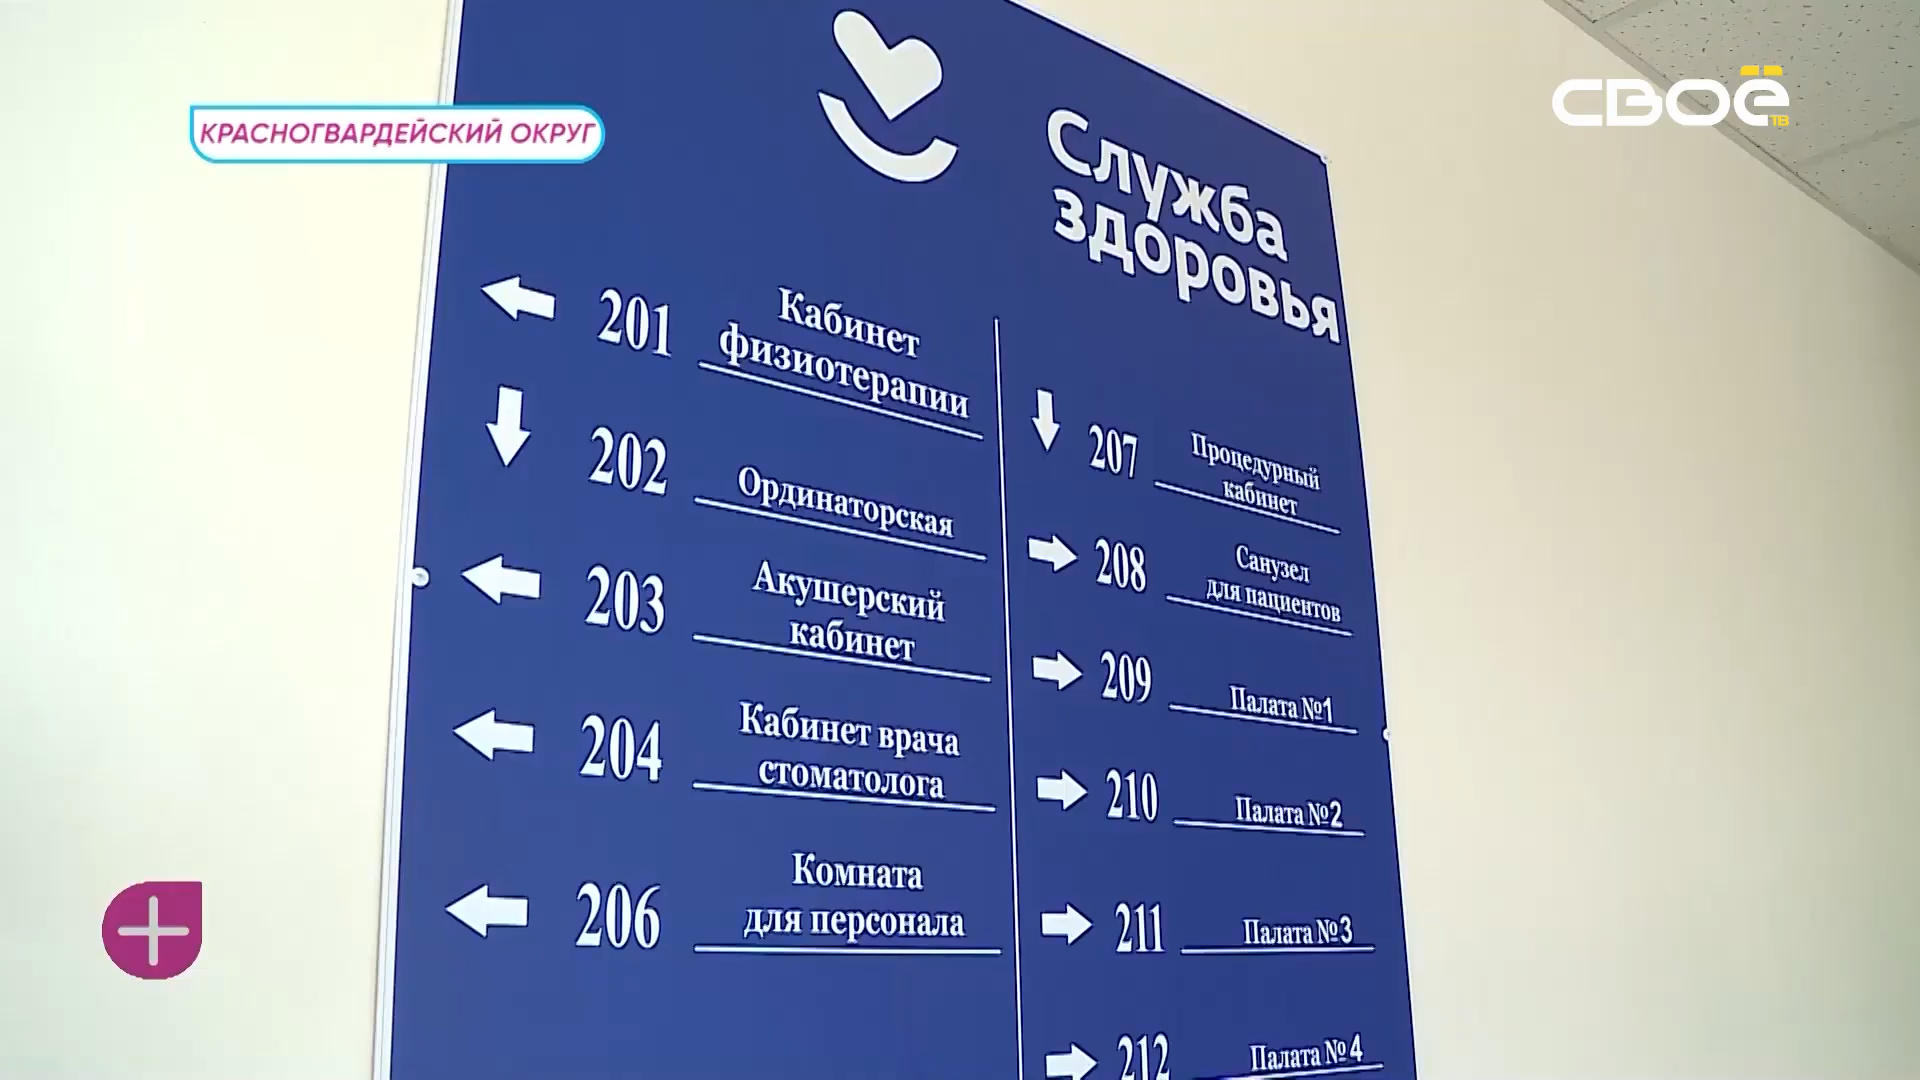 КРАСНОГВАРДЕЙСКИЙ ОКРУГ
СВОЁ
ТВ
Служба
здоровья
201
Кабинет
физиотерапии
202
Ординаторская
203
Акушерский
кабинет
204
Кабинет врача
стоматолога
206
Комната
для персонала
207
Процедурный
кабинет
208
Санузел
для пациентов
209
Палата №1
210
Палата №2
211
Палата №3
212
Палата №4